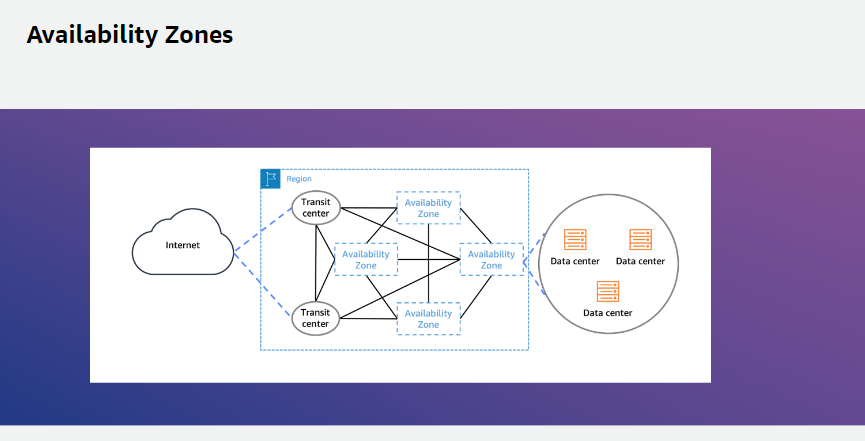 Availability Zones
Region
Internet
Transit
center
Availability
Zone
Availability
Zone
Availability
Zone
Transit
center
Availability
Zone
Data center
Data center
Data center